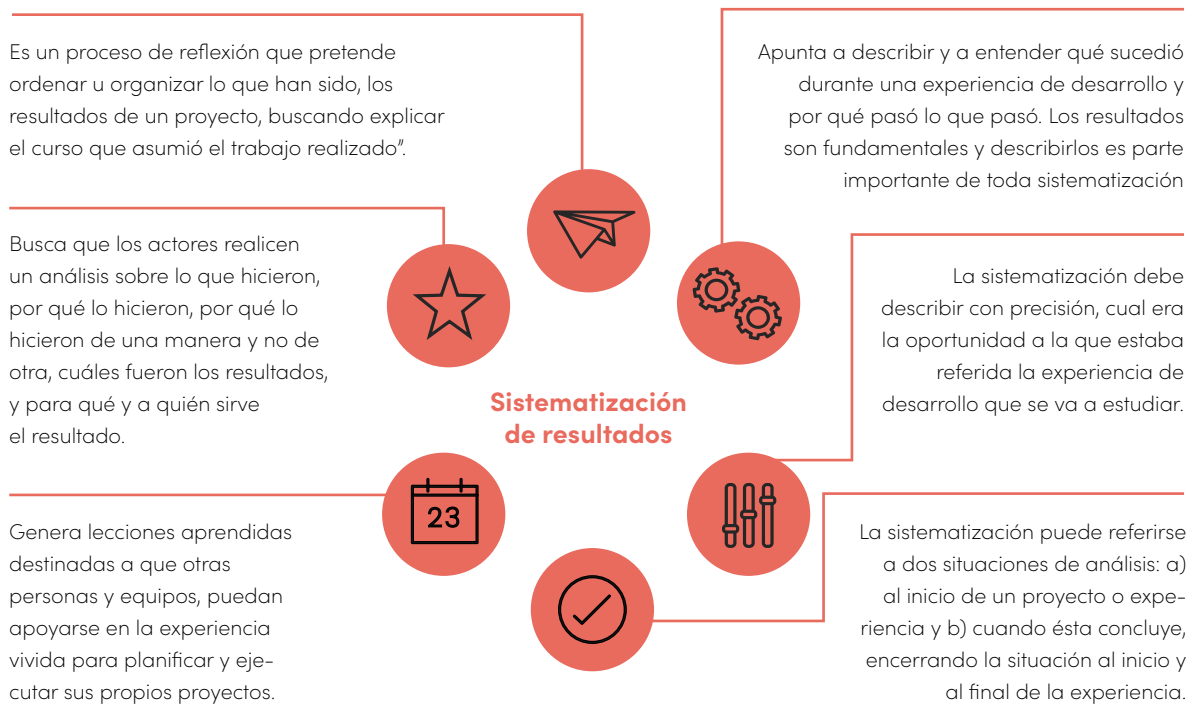 Es un proceso de reflexión que pretende
ordenar u organizar lo que han sido, los
resultados de un proyecto, buscando explicar
el curso que asumió el trabajo realizado”.
Apunta a describir y a entender qué sucedió
durante una experiencia de desarrollo y
por qué pasó lo que pasó. Los resultados
son fundamentales y describirlos es parte
importante de toda sistematización
Busca que los actores realicen
un análisis sobre lo que hicieron,
por qué lo hicieron, por qué lo
hicieron de una manera y no de
otra, cuáles fueron los resultados,
y para qué y a quién sirve
el resultado.
La sistematización debe
describir con precisión, cual era
la oportunidad a la que estaba
referida la experiencia de
desarrollo que se va a estudiar.
Sistematización
de resultados
23
Genera lecciones aprendidas
destinadas a que otras
personas y equipos, puedan
apoyarse en la experiencia
vivida para planificar y eje-
cutar sus propios proyectos.
La sistematización puede referirse
a dos situaciones de análisis: a)
al inicio de un proyecto o expe-
riencia y b) cuando ésta concluye,
encerrando la situación al inicio y
al final de la experiencia.